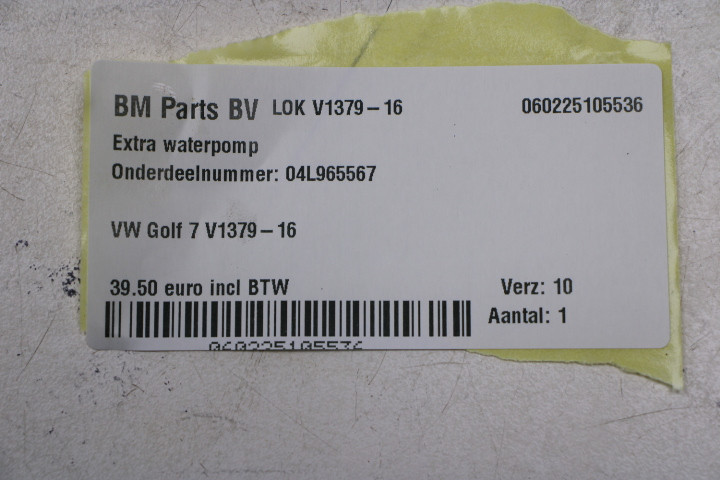 BM Parts BV LOK V1379-16 060225105536
Extra waterpomp
Onderdeelnummer: 04L965567
VW Golf 7 V1379-16
39.50 euro incl BTW Verz: 10
Aantal: 1
060225105536